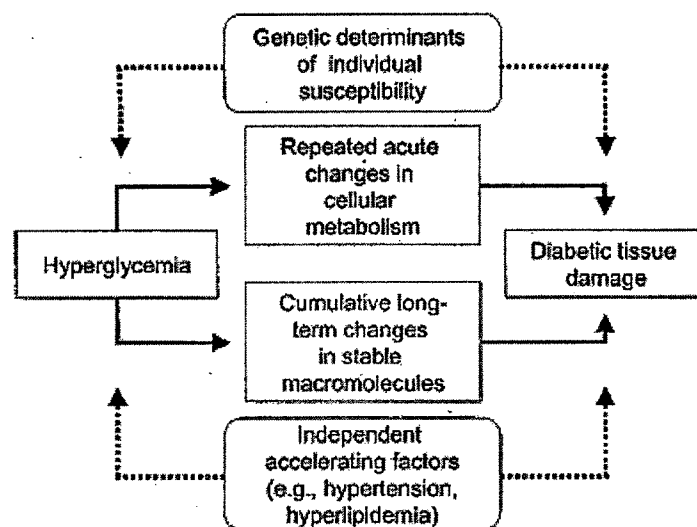 Genetic determinants
of individual
susceptibility
Repeated acute
changes in
cellular
metabolism
Hyperglycemia
Diabetic tissue
damage
Cumulative long-
term changes
in stable
macromolecules
Independent
accelerating factors
(e.g., hypertension,
hyperlipidemia)